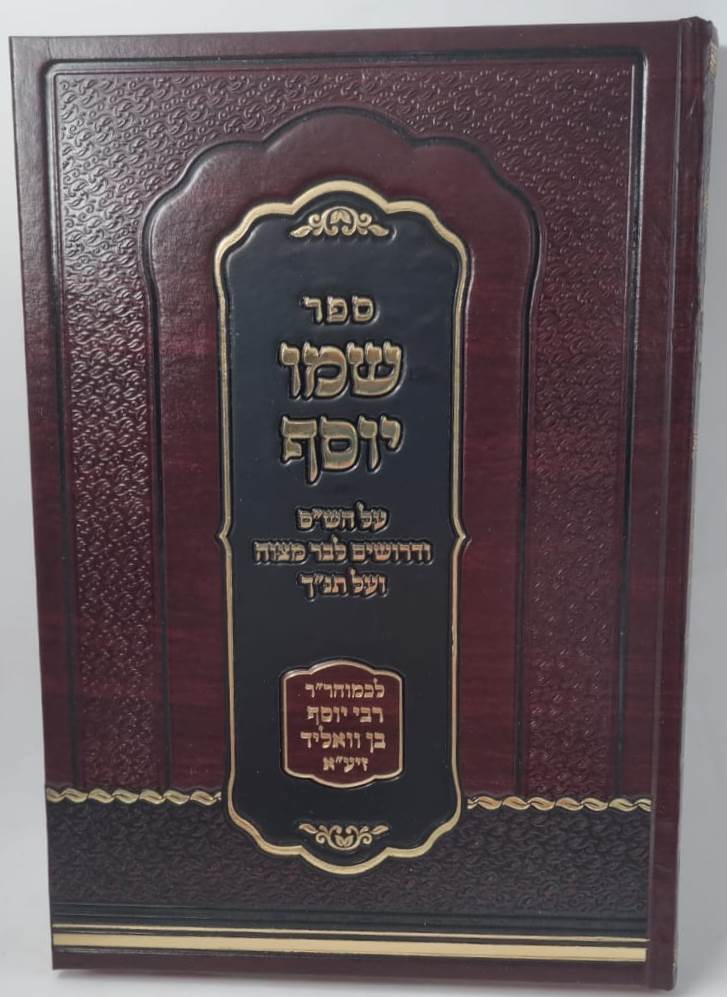 ספר
שמו
יוסף
על הש"ס
ודרושים לבר מצוה
ועל תנ"ך
לכמוהר"ר
רבי יוסף
בן וואליד
זיע"א